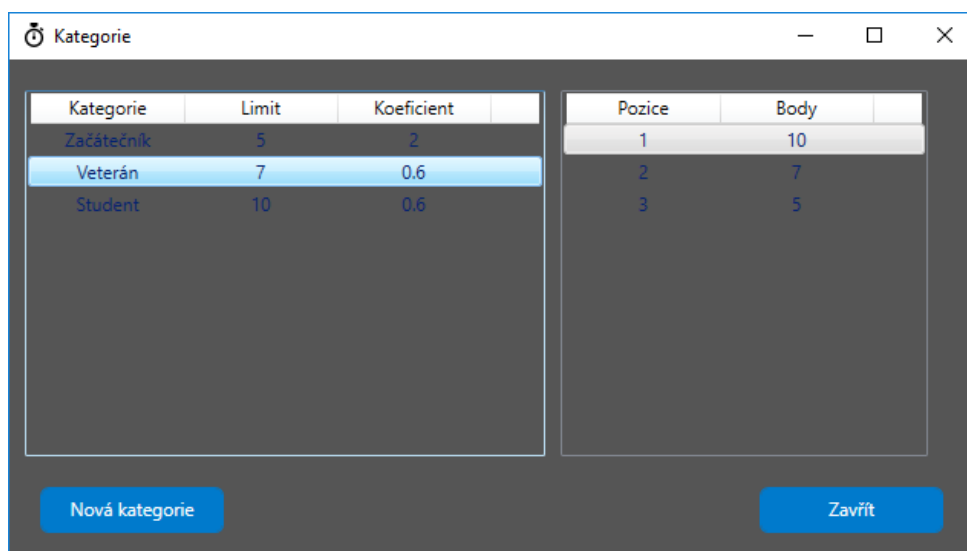 Kategorie
Kategorie Limit Koeficient
Začátečník 5 2
Veterán 7 0.6
Student 10 0.6
Pozice Body
1 10
2 7
3 5
Nová kategorie
Zavřít